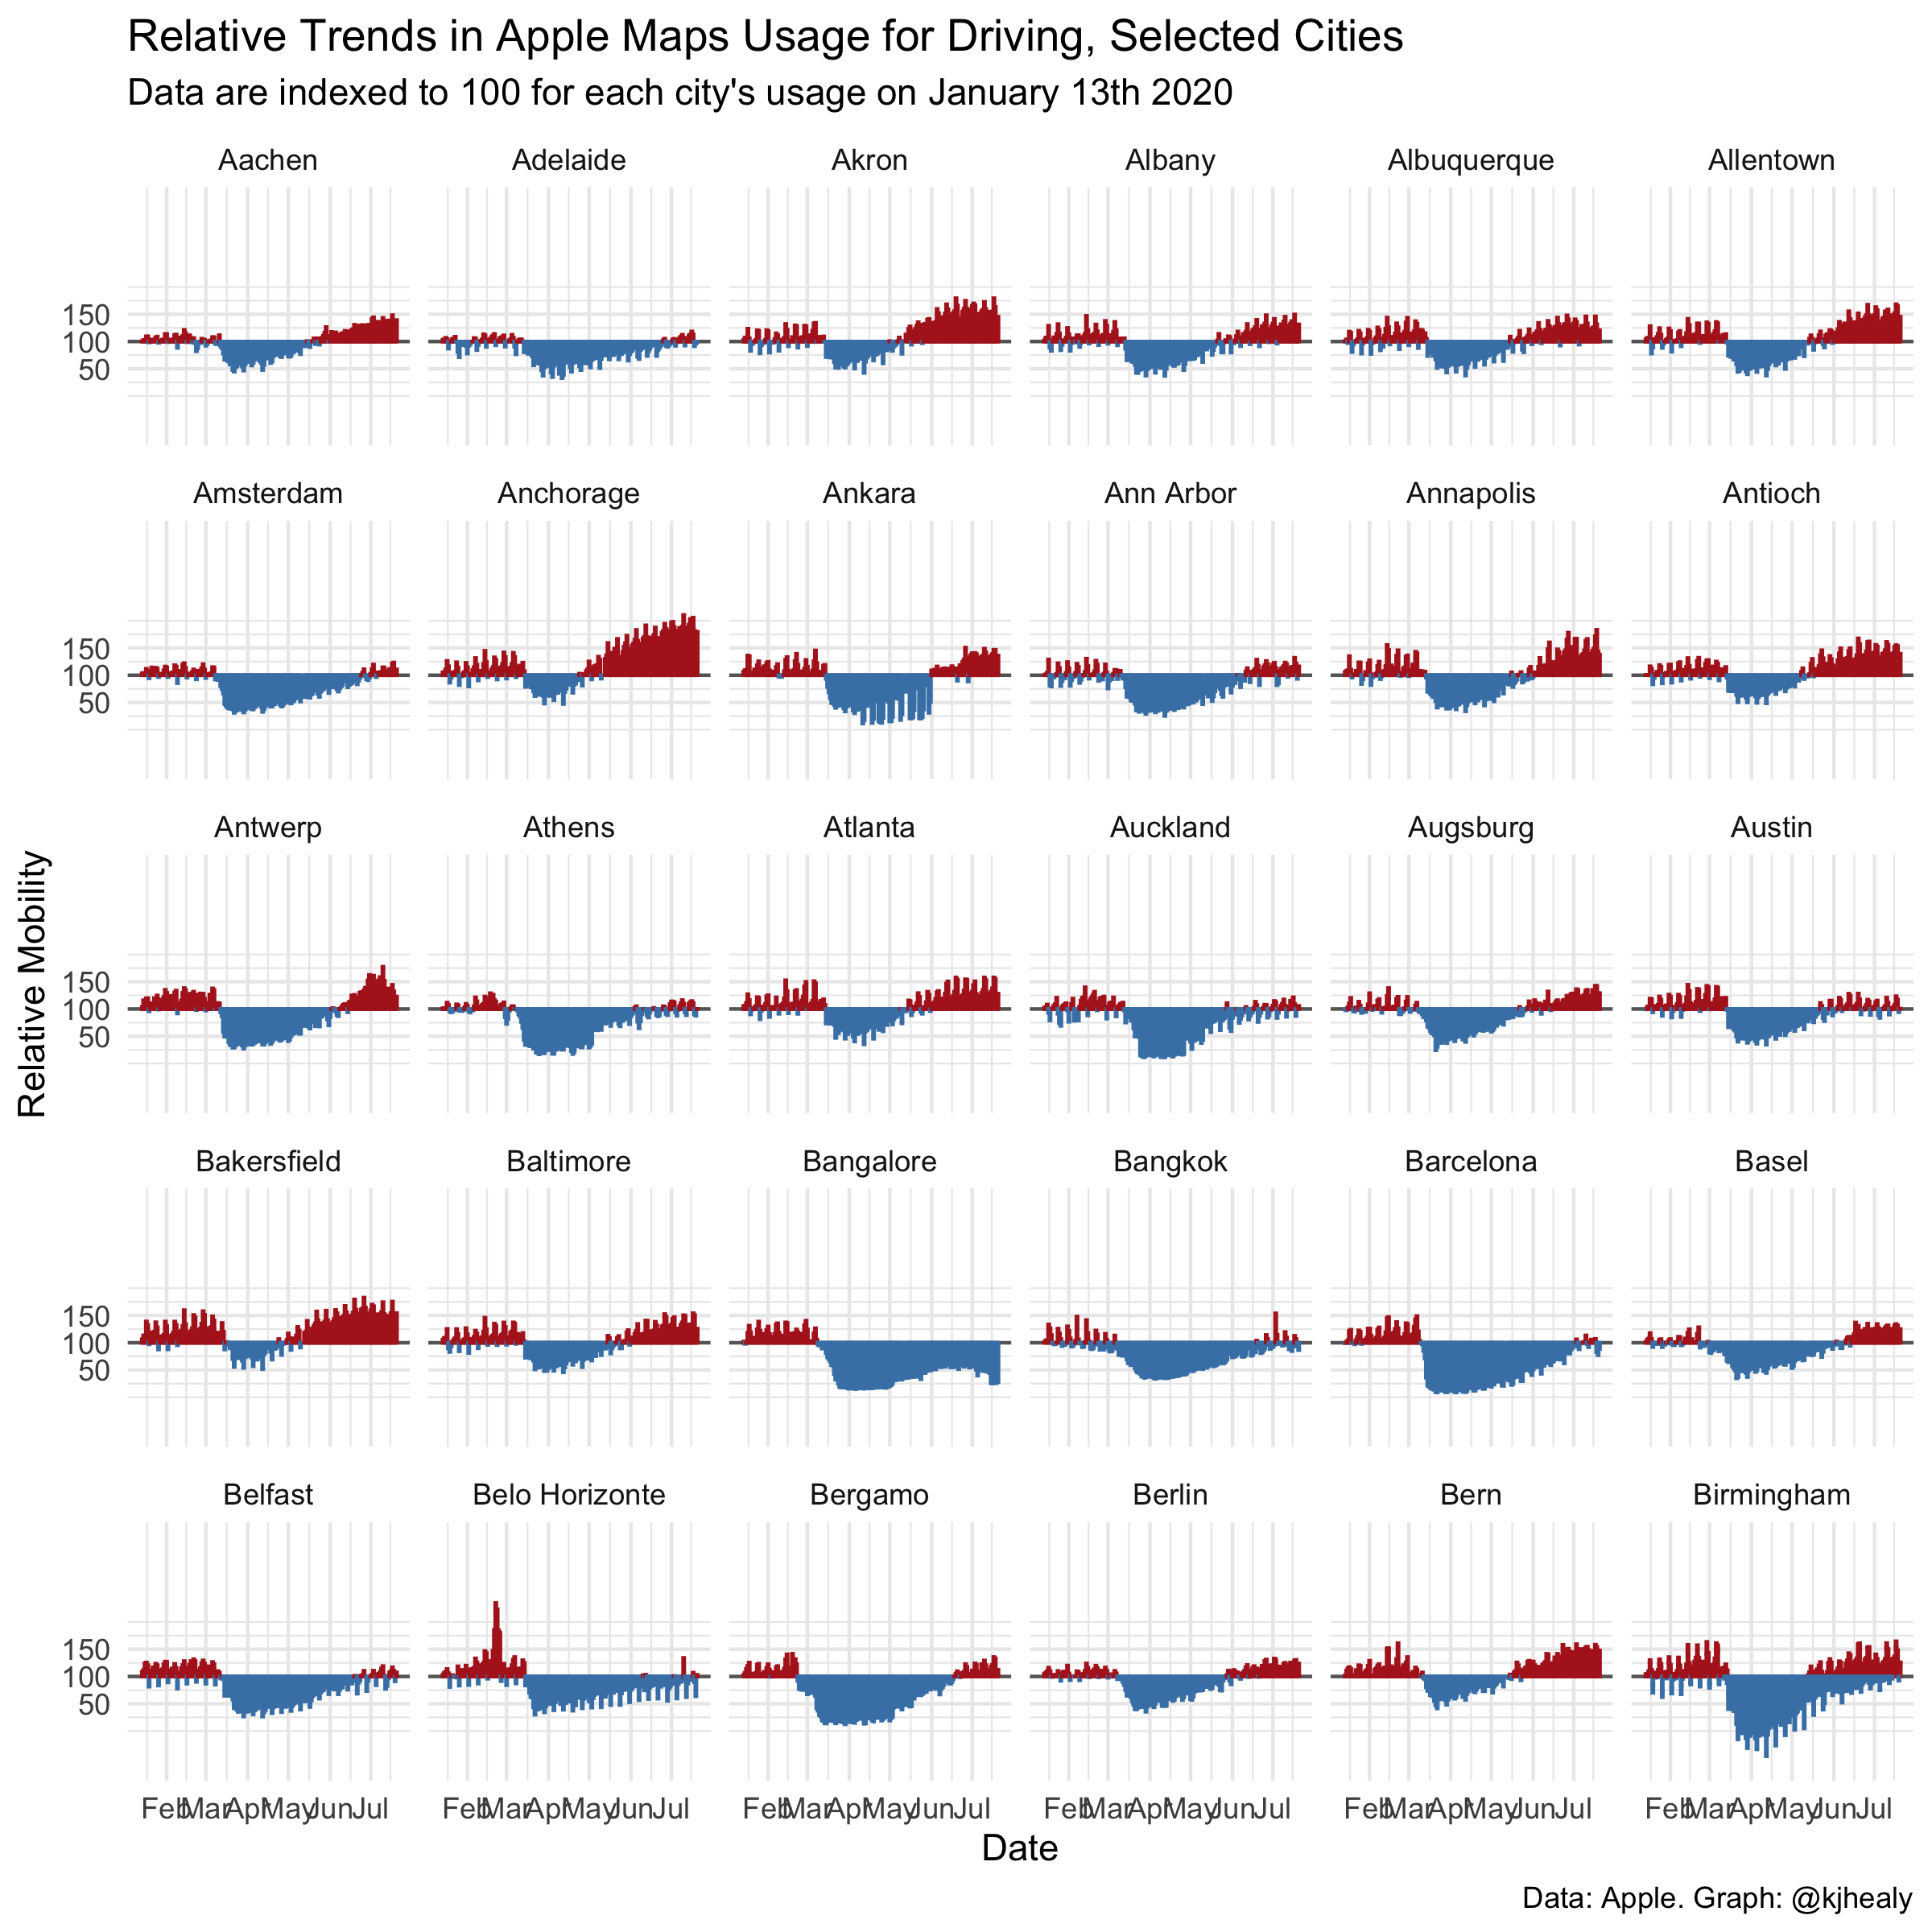 Relative Trends in Apple Maps Usage for Driving, Selected Cities
Data are indexed to 100 for each city's usage on January 13th 2020
Aachen Adelaide Akron Albany Albuquerque Allentown
150
100
50
Amsterdam Anchorage Ankara Ann Arbor Annapolis Antioch
150
100
50
Antwerp Athens Atlanta Auckland Augsburg Austin
150
100
50
Relative Mobility
Bakersfield Baltimore Bangalore Bangkok Barcelona Basel
150
100
50
Belfast Belo Horizonte Bergamo Berlin Bern Birmingham
150
100
50
Feb Mar Apr May Jun Jul Feb Mar Apr May Jun Jul Feb Mar Apr May Jun Jul Feb Mar Apr May Jun Jul Feb Mar Apr May Jun Jul Feb Mar Apr May Jun Jul
Date
Data: Apple. Graph: @kjhealy